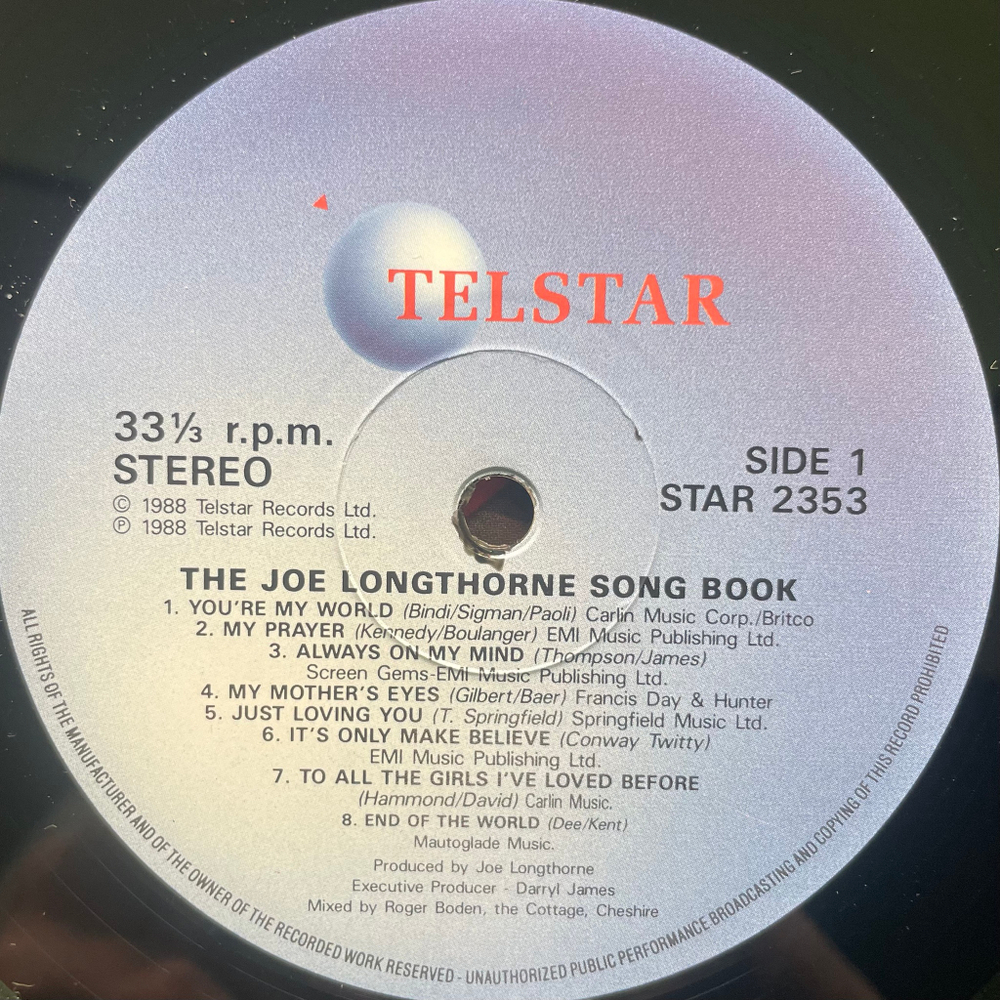 TELSTAR
33⅓ r.p.m.
STEREO
© 1988 Telstar Records Ltd.
℗ 1988 Telstar Records Ltd.
SIDE 1
STAR 2353
THE JOE LONGTHORNE SONG BOOK
1. YOU'RE MY WORLD (Bindi/Sigman/Paoli) Carlin Music Corp./Britco
2. MY PRAYER (Kennedy/Boulanger) EMI Music Publishing Ltd.
3. ALWAYS ON MY MIND (Thompson/James)
Screen Gems-EMI Music Publishing Ltd.
4. MY MOTHER'S EYES (Gilbert/Baer) Francis Day & Hunter
5. JUST LOVING YOU (T. Springfield) Springfield Music Ltd.
6. IT'S ONLY MAKE BELIEVE (Conway Twitty)
EMI Music Publishing Ltd.
7. TO ALL THE GIRLS I'VE LOVED BEFORE
(Hammond/David) Carlin Music.
8. END OF THE WORLD (Dee/Kent)
Mautoglade Music.
Produced by Joe Longthorne
Executive Producer - Darryl James
Mixed by Roger Boden, the Cottage, Cheshire
ALL RIGHTS OF THE MANUFACTURER AND OF THE OWNER OF THE RECORDED WORK RESERVED - UNAUTHORIZED PUBLIC PERFORMANCE BROADCASTING AND COPYING OF THIS RECORD PROHIBITED